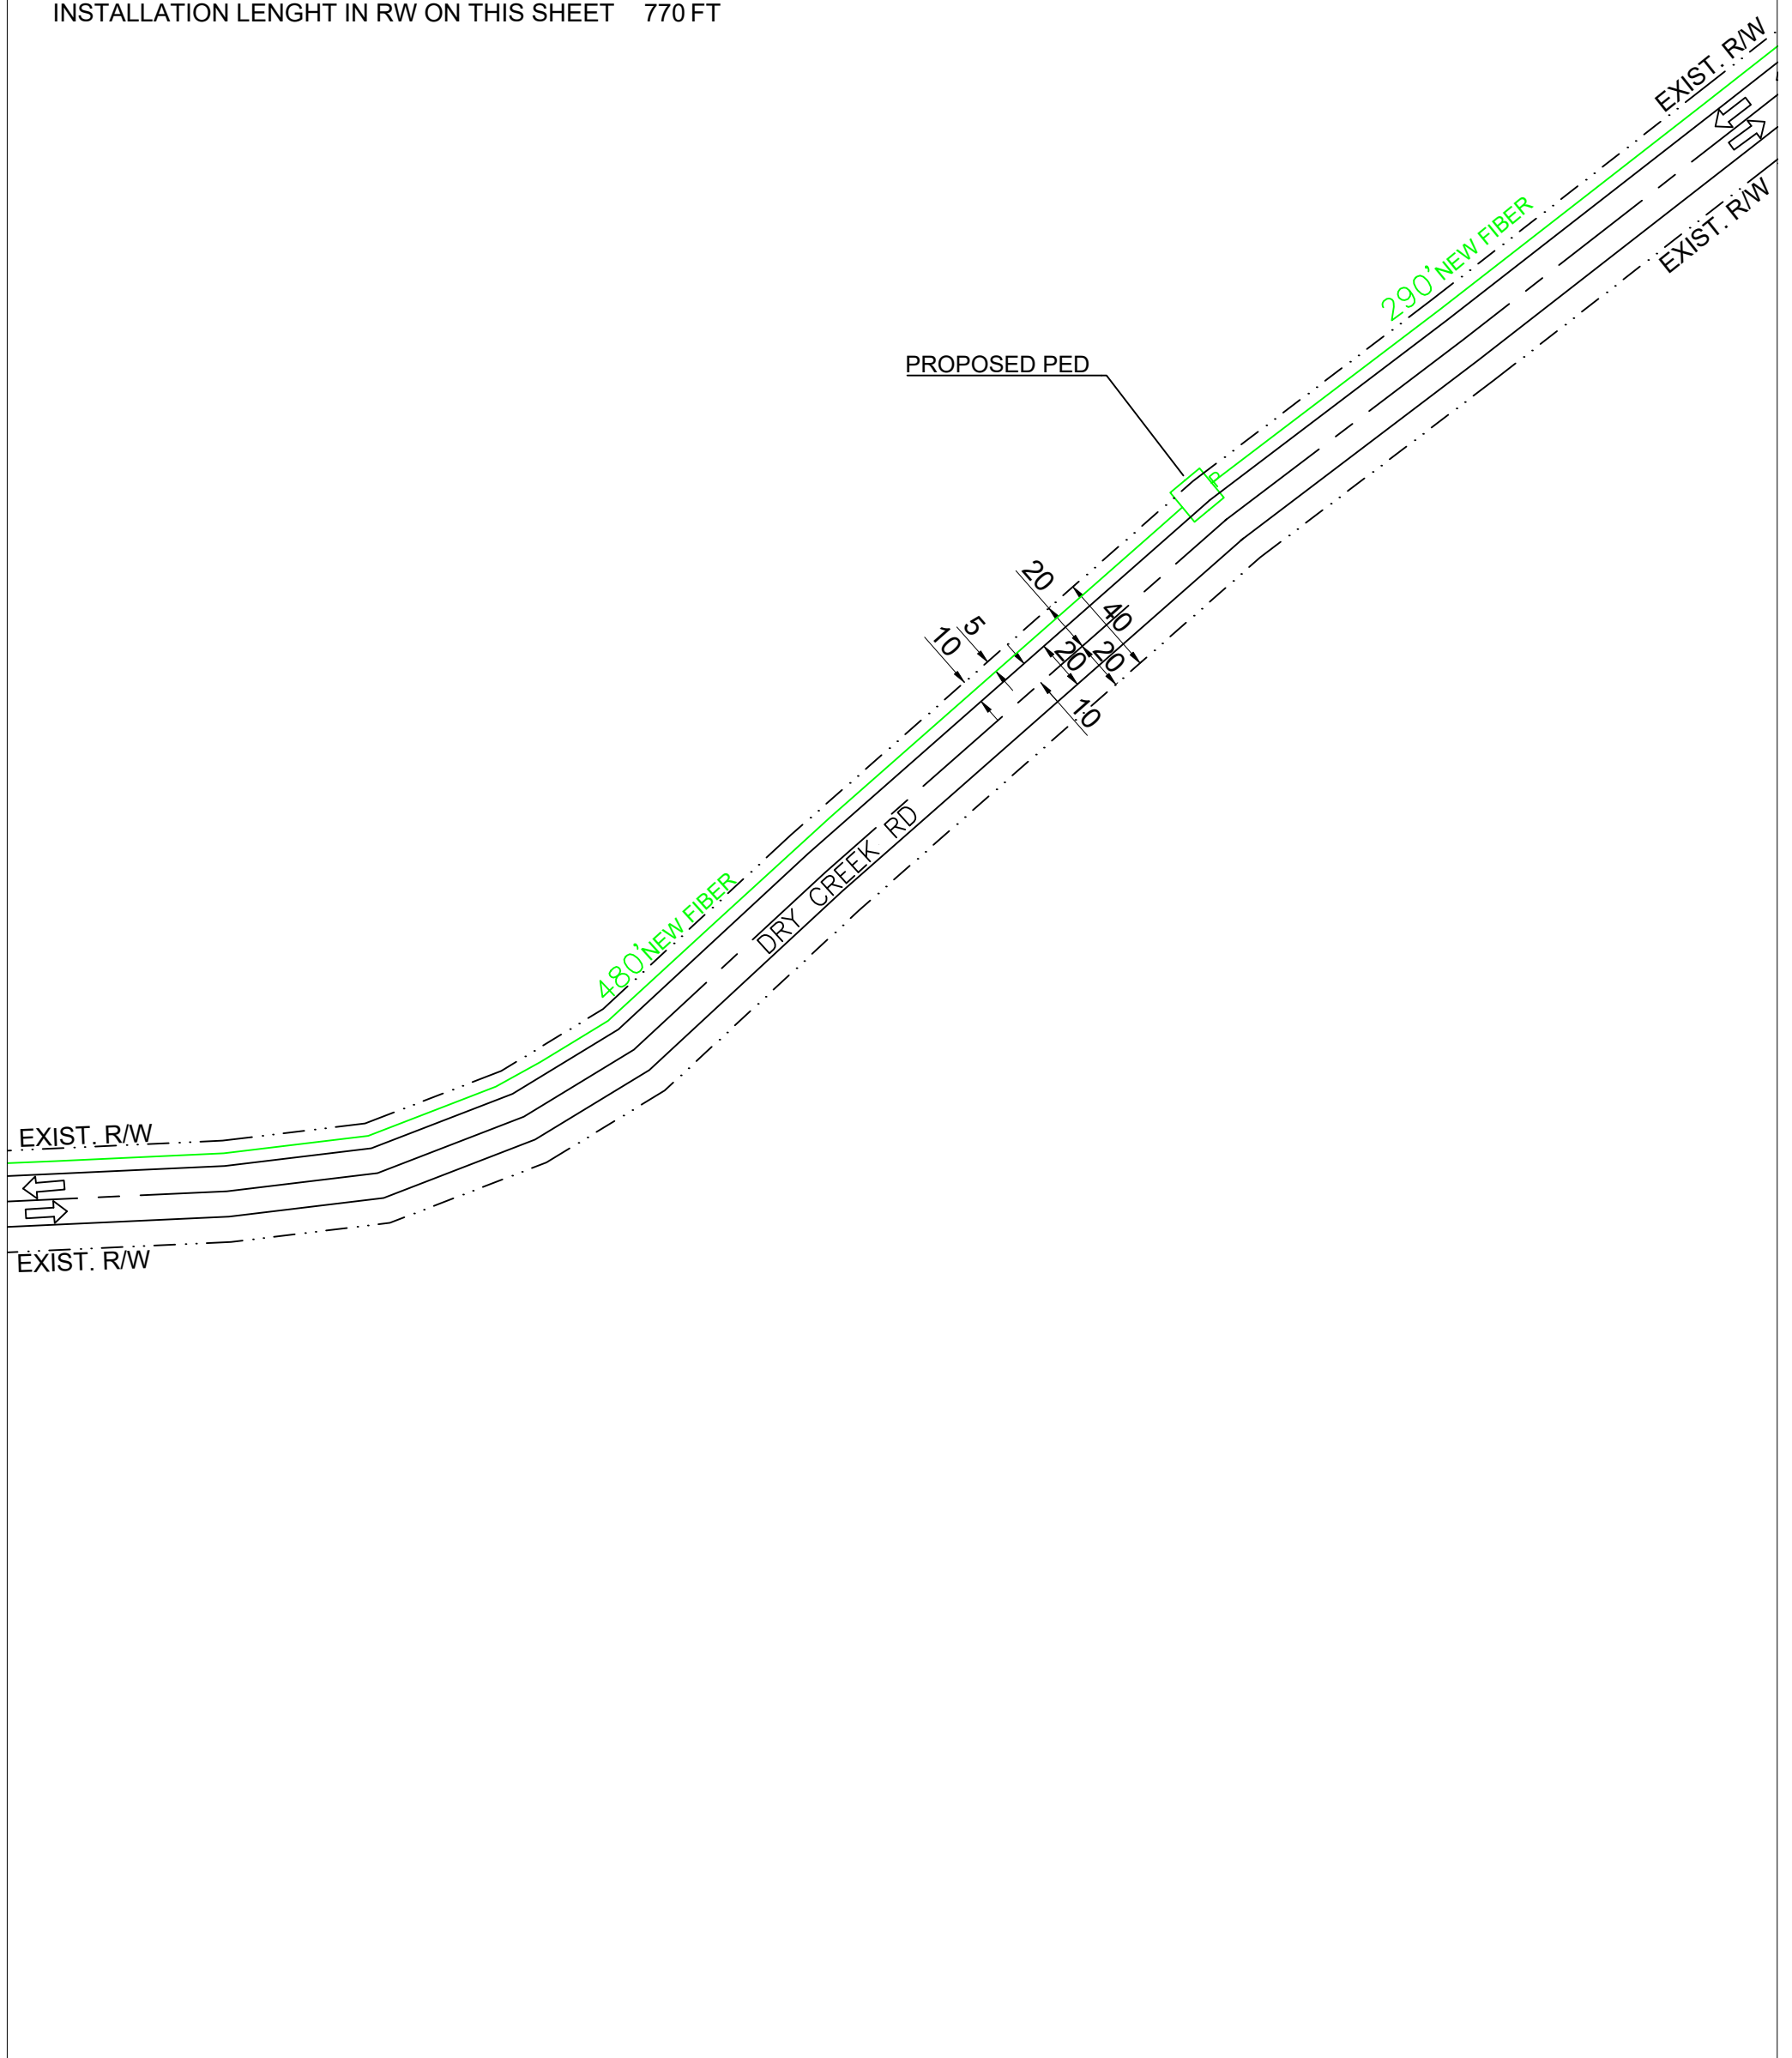 INSTALLATION LENGHT IN RW ON THIS SHEET 770 FT
EXIST. R/W
EXIST. R/W
290' NEW FIBER
PROPOSED PED
P
20
40
5
10
20
20
10
DRY CREEK RD
480' NEW FIBER
EXIST. R/W
EXIST. R/W